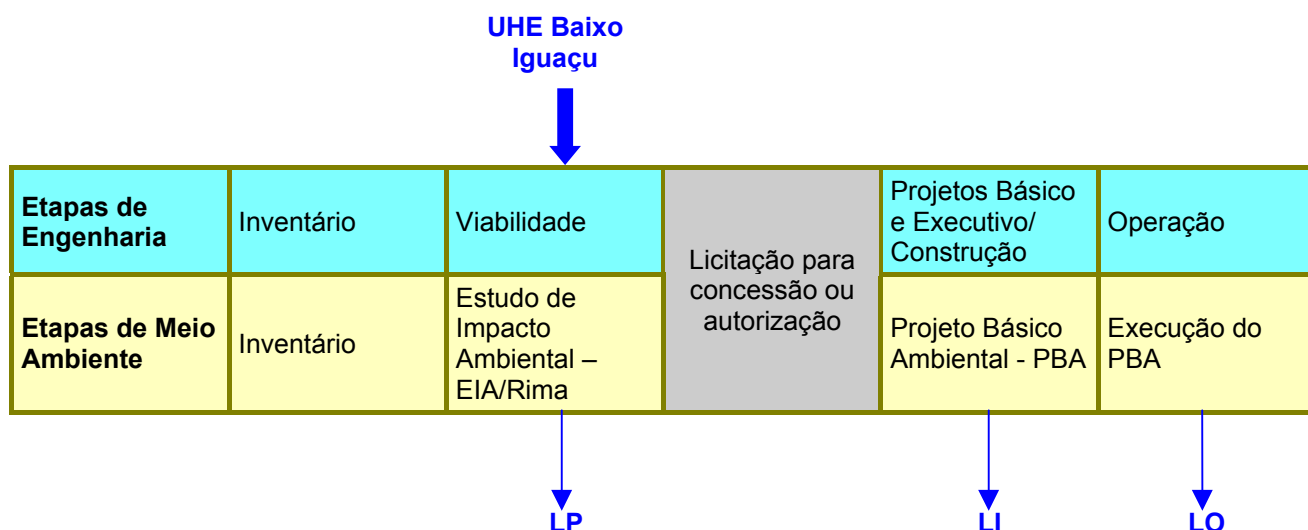 UHE Baixo
Iguaçu
Etapas de
Engenharia
Inventário
Viabilidade
Licitação para
concessão ou
autorização
Projetos Básico
e Executivo/
Construção
Operação
Etapas de Meio
Ambiente
Inventário
Estudo de
Impacto
Ambiental –
EIA/Rima
Projeto Básico
Ambiental - PBA
Execução do
PBA
LP
LI
LO